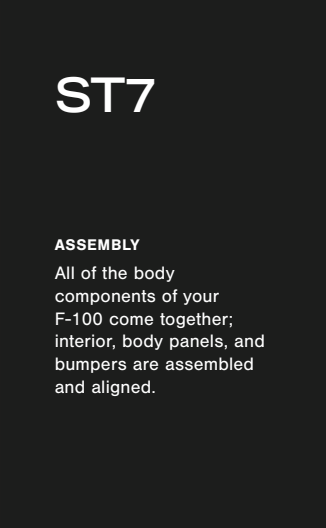 ST7
ASSEMBLY
All of the body
components of your
F-100 come together;
interior, body panels, and
bumpers are assembled
and aligned.